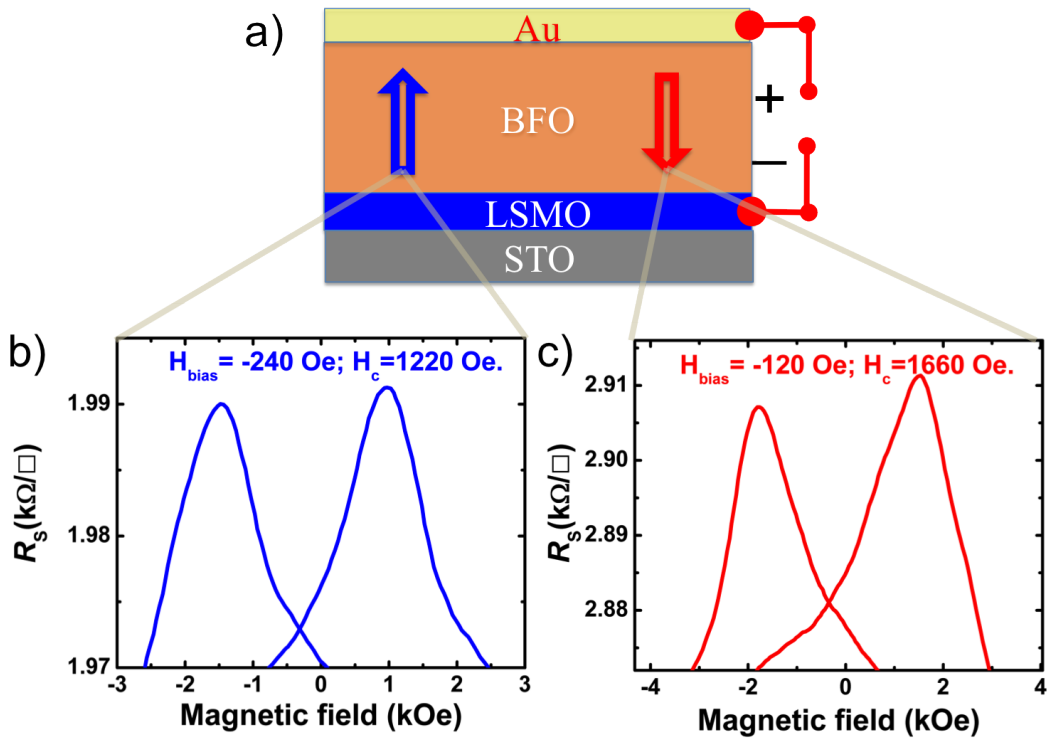 a)
Au
+
BFO
–
LSMO
STO
b)
H_bias = -240 Oe; H_c=1220 Oe.
1.99
1.98
1.97
R_S(kΩ/□)
-3 -2 -1 0 1 2 3
Magnetic field (kOe)
c)
H_bias = -120 Oe; H_c=1660 Oe.
2.91
2.90
2.89
2.88
R_S(kΩ/□)
-4 -2 0 2 4
Magnetic field (kOe)